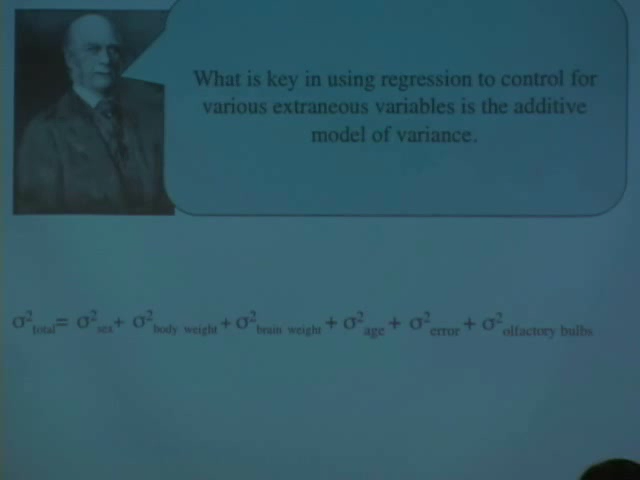 What is key in using regression to control for
various extraneous variables is the additive
model of variance.
σ²total= σ²sex+ σ²body weight+ σ²brain weight+ σ²age + σ²error+ σ²olfactory bulbs